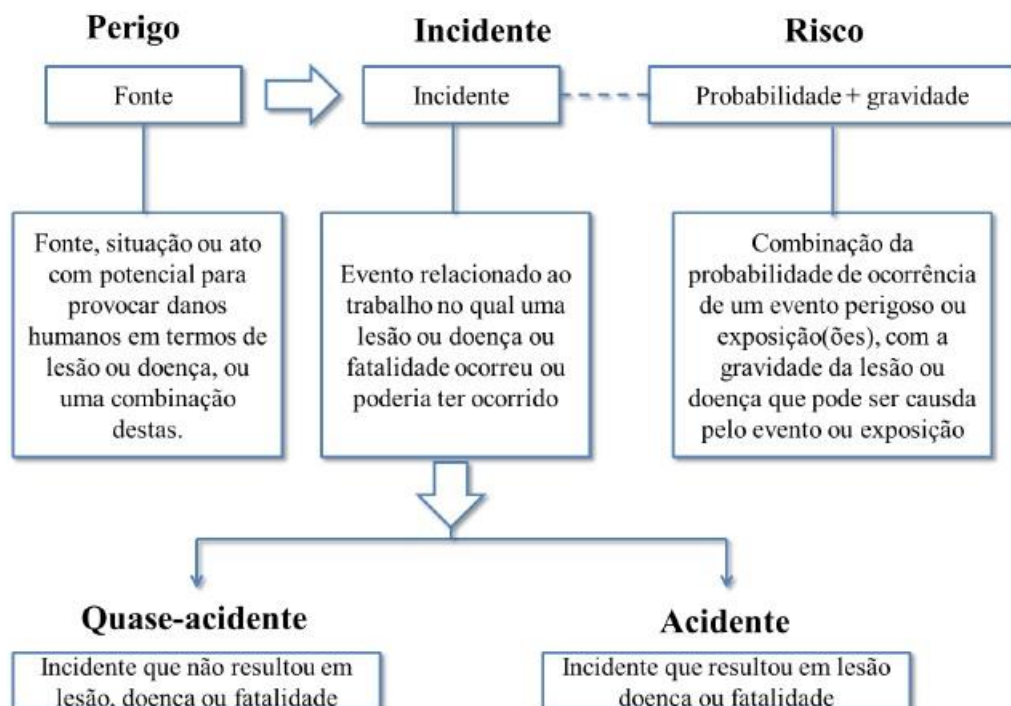 Perigo
Incidente
Risco
Fonte
Incidente
Probabilidade + gravidade
Fonte, situação ou ato
com potencial para
provocar danos
humanos em termos de
lesão ou doença, ou
uma combinação
destas.
Evento relacionado ao
trabalho no qual uma
lesão ou doença ou
fatalidade ocorreu ou
poderia ter ocorrido
Combinação da
probabilidade de ocorrência
de um evento perigoso ou
exposição(ões), com a
gravidade da lesão ou
doença que pode ser causda
pelo evento ou exposição
Quase-acidente
Incidente que não resultou em
lesão, doença ou fatalidade
Acidente
Incidente que resultou em lesão
doença ou fatalidade